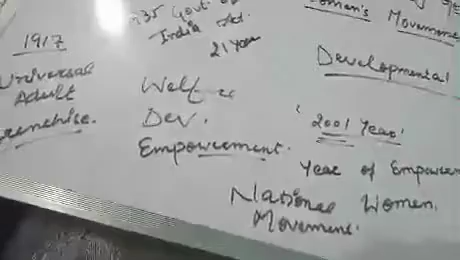 1917
Universal
Adult
Franchise.
1935 Govt. of
India Act.
21 Year
Welfare
Dev.
Empowerment.
Women's Movement
Developmental
'2001 Year'
Year of Empower
National Women
Movement.